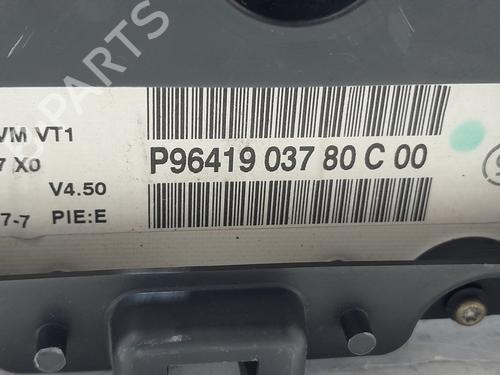 VM VT1
7 X0
V4.50
7-7 PIE:E
P96419 037 80 C 00
B-PARTS